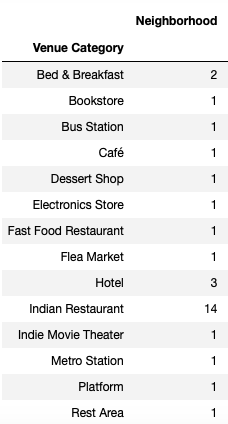 Neighborhood
Venue Category
Bed & Breakfast 2
Bookstore 1
Bus Station 1
Café 1
Dessert Shop 1
Electronics Store 1
Fast Food Restaurant 1
Flea Market 1
Hotel 3
Indian Restaurant 14
Indie Movie Theater 1
Metro Station 1
Platform 1
Rest Area 1